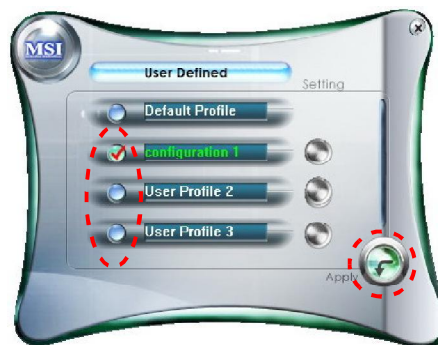 MSI
User Defined
Setting
Default Profile
configuration 1
User Profile 2
User Profile 3
Apply